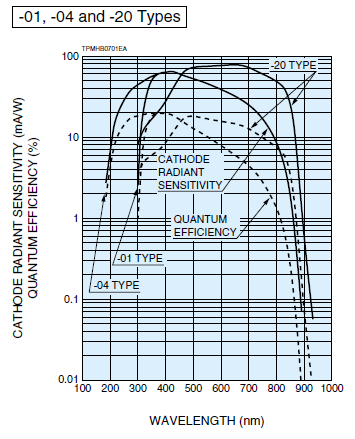 -01, -04 and -20 Types
TPMHB0701EA
CATHODE RADIANT SENSITIVITY (mA/W)
QUANTUM EFFICIENCY (%)
100
10
1
0.1
0.01
-20 TYPE
CATHODE
RADIANT
SENSITIVITY
QUANTUM
EFFICIENCY
-01 TYPE
-04 TYPE
100 200 300 400 500 600 700 800 900 1000
WAVELENGTH (nm)